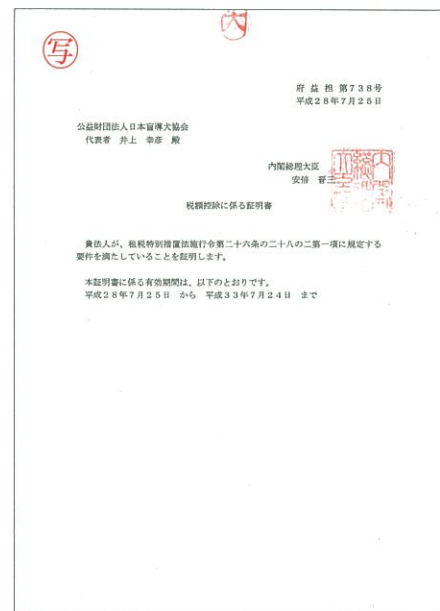 内
写
府益担第738号
平成28年7月25日
公益財団法人日本盲導犬協会
代表者 井上 幸彦 殿
内閣総理大臣
安倍 晋三
税額控除に係る証明書
貴法人が、租税特別措置法施行令第二十六条の二十八の二第一項に規定する
要件を満たしていることを証明します。
本証明書に係る有効期間は、以下のとおりです。
平成28年7月25日 から 平成33年7月24日 まで